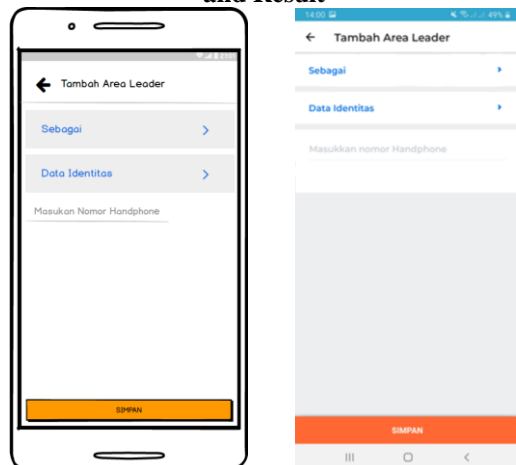 and Result
Tambah Area Leader
Sebagai
Data Identitas
Masukan Nomor Handphone
SIMPAN
14:00
49%
Tambah Area Leader
Sebagai
Data Identitas
Masukkan nomor Handphone
SIMPAN